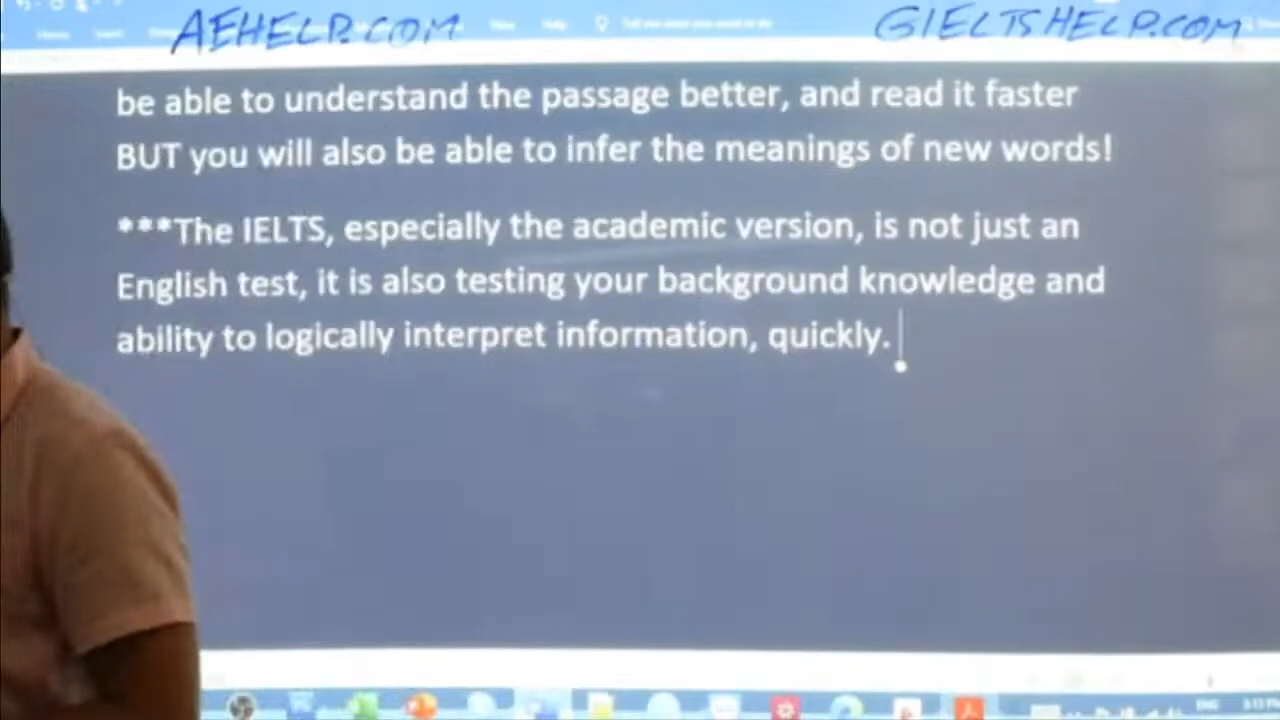 AEHELP.COM
GIELTSHELP.COM
be able to understand the passage better, and read it faster
BUT you will also be able to infer the meanings of new words!
***The IELTS, especially the academic version, is not just an
English test, it is also testing your background knowledge and
ability to logically interpret information, quickly.
ENG